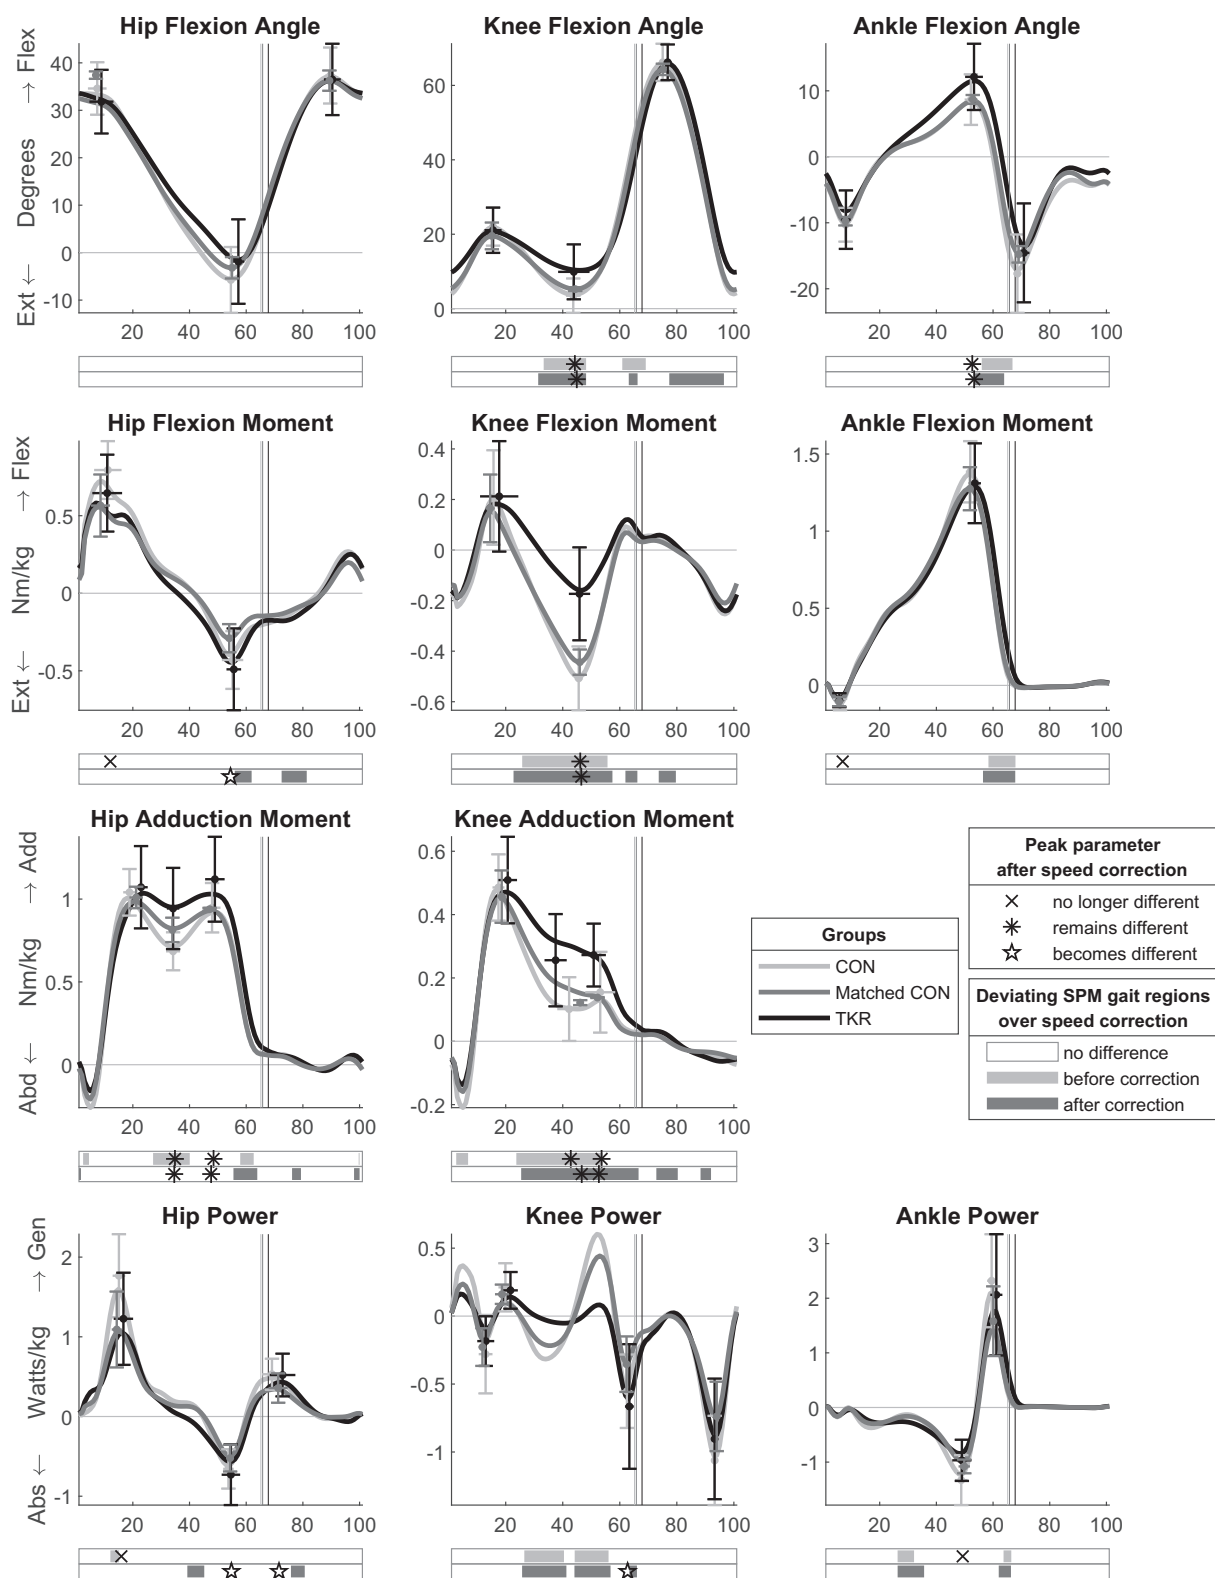 Hip Flexion Angle
Knee Flexion Angle
Ankle Flexion Angle
Ext ← Degrees → Flex
40
30
20
10
0
-10
60
40
20
0
10
0
-10
-20
20 40 60 80 100
20 40 60 80 100
20 40 60 80 100
Hip Flexion Moment
Knee Flexion Moment
Ankle Flexion Moment
Ext ← Nm/kg → Flex
0.5
0
-0.5
0.4
0.2
0
-0.2
-0.4
-0.6
1.5
1
0.5
0
20 40 60 80 100
20 40 60 80 100
20 40 60 80 100
Hip Adduction Moment
Knee Adduction Moment
Abd ← Nm/kg → Add
1
0.5
0
0.6
0.4
0.2
0
-0.2
20 40 60 80 100
20 40 60 80 100
Groups
CON
Matched CON
TKR
Peak parameter
after speed correction
no longer different
remains different
becomes different
Deviating SPM gait regions
over speed correction
no difference
before correction
after correction
Hip Power
Knee Power
Ankle Power
Abs ← Watts/kg → Gen
2
1
0
-1
0.5
0
-0.5
-1
3
2
1
0
-1
20 40 60 80 100
20 40 60 80 100
20 40 60 80 100